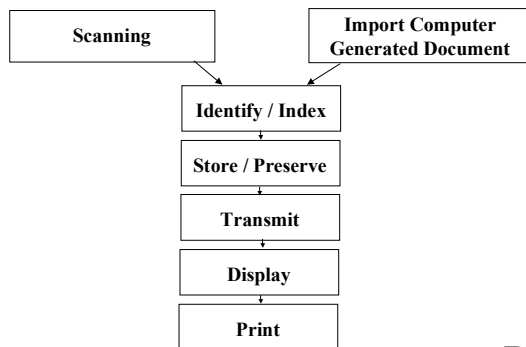 Scanning
Import Computer
Generated Document
Identify / Index
Store / Preserve
Transmit
Display
Print